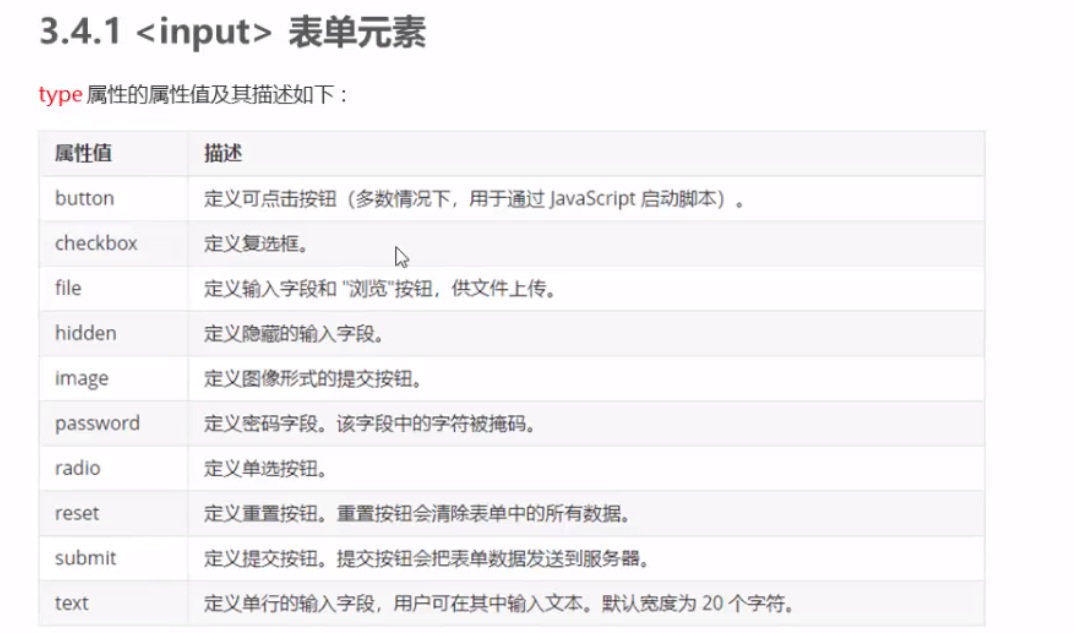 3.4.1 <input> 表单元素
type 属性的属性值及其描述如下：
属性值 描述
button 定义可点击按钮（多数情况下，用于通过 JavaScript 启动脚本）。
checkbox 定义复选框。
file 定义输入字段和 "浏览"按钮，供文件上传。
hidden 定义隐藏的输入字段。
image 定义图像形式的提交按钮。
password 定义密码字段。该字段中的字符被掩码。
radio 定义单选按钮。
reset 定义重置按钮。重置按钮会清除表单中的所有数据。
submit 定义提交按钮。提交按钮会把表单数据发送到服务器。
text 定义单行的输入字段，用户可在其中输入文本。默认宽度为 20 个字符。